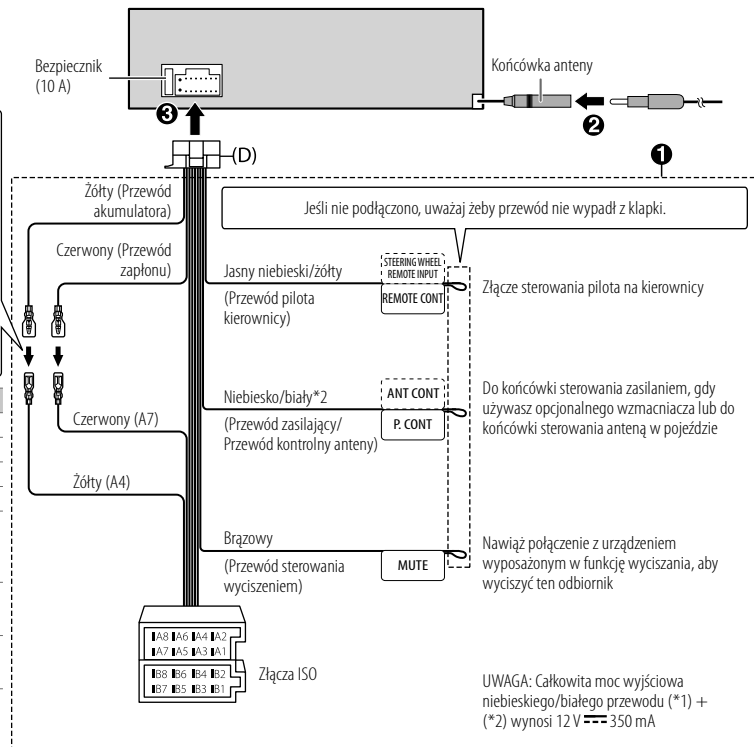 Bezpiecznik
(10 A)
Końcówka anteny
❸
❷
(D)
❶
Żółty (Przewód
akumulatora)
Jeśli nie podłączono, uważaj żeby przewód nie wypadł z klapki.
Czerwony (Przewód
zapłonu)
Jasny niebieski/żółty
(Przewód pilota
kierownicy)
STEERING WHEEL
REMOTE INPUT
REMOTE CONT
Złącze sterowania pilota na kierownicy
Niebiesko/biały*2
(Przewód zasilający/
Przewód kontrolny anteny)
ANT CONT
P. CONT
Do końcówki sterowania zasilaniem, gdy
używasz opcjonalnego wzmacniacza lub do
końcówki sterowania anteną w pojeździe
Czerwony (A7)
Żółty (A4)
Brązowy
(Przewód sterowania
wyciszeniem)
MUTE
Nawiąż połączenie z urządzeniem
wyposażonym w funkcję wyciszania, aby
wyciszyć ten odbiornik
A8 A6 A4 A2
A7 A5 A3 A1
B8 B6 B4 B2
B7 B5 B3 B1
Złącza ISO
UWAGA: Całkowita moc wyjściowa
niebieskiego/białego przewodu (*1) +
(*2) wynosi 12 V ⎓ 350 mA